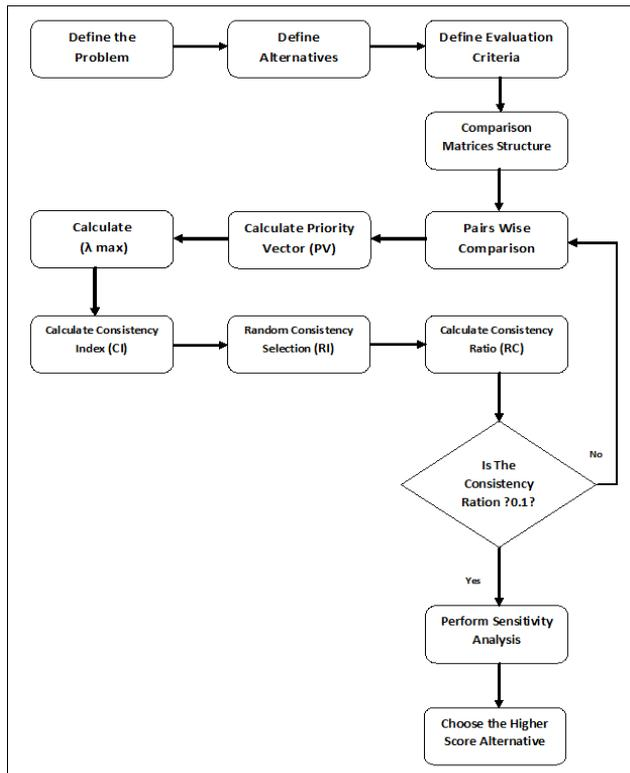 Define the
Problem
Define
Alternatives
Define Evaluation
Criteria
Comparison
Matrices Structure
Pairs Wise
Comparison
Calculate Priority
Vector (PV)
Calculate
(λ max)
Calculate Consistency
Index (CI)
Random Consistency
Selection (RI)
Calculate Consistency
Ratio (RC)
Is The
Consistency
Ration ?0.1?
No
Yes
Perform Sensitivity
Analysis
Choose the Higher
Score Alternative